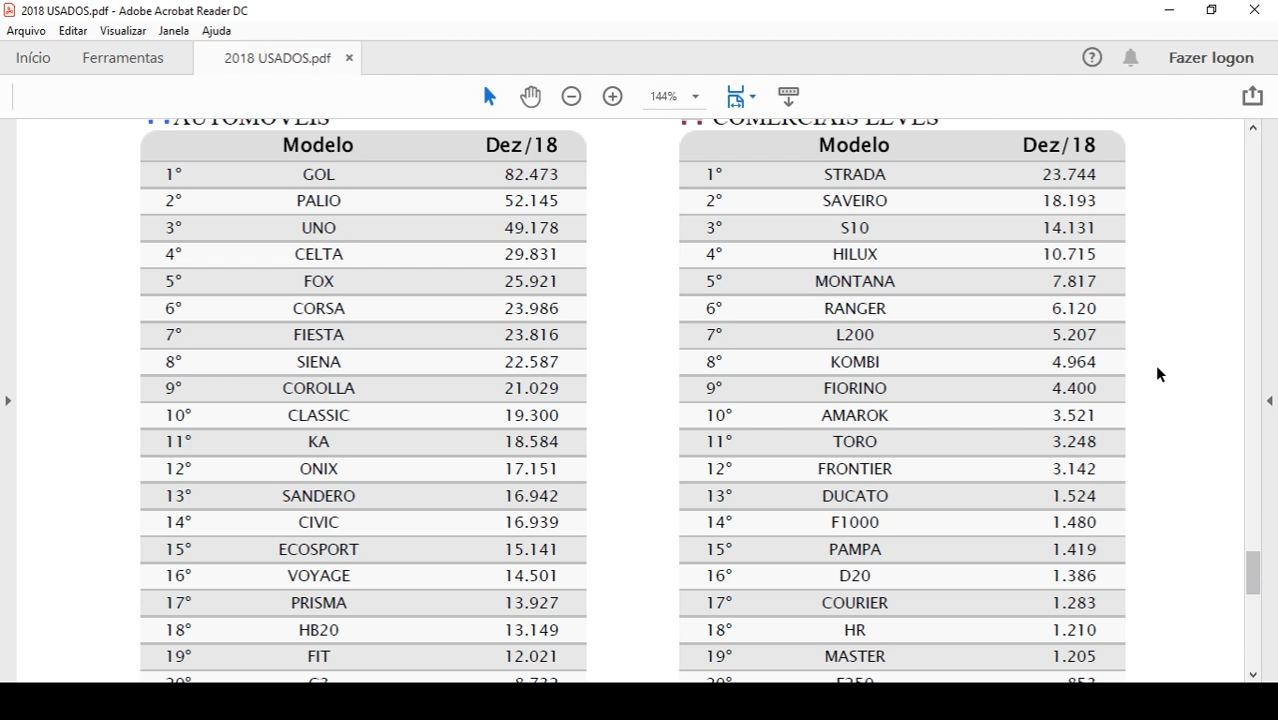 2018 USADOS.pdf - Adobe Acrobat Reader DC
Arquivo Editar Visualizar Janela Ajuda
Início Ferramentas 2018 USADOS.pdf × ? Fazer logon
144%
AUTOMÓVEIS COMERCIAIS LEVES
Modelo Dez/18 Modelo Dez/18
1° GOL 82.473 1° STRADA 23.744
2° PALIO 52.145 2° SAVEIRO 18.193
3° UNO 49.178 3° S10 14.131
4° CELTA 29.831 4° HILUX 10.715
5° FOX 25.921 5° MONTANA 7.817
6° CORSA 23.986 6° RANGER 6.120
7° FIESTA 23.816 7° L200 5.207
8° SIENA 22.587 8° KOMBI 4.964
9° COROLLA 21.029 9° FIORINO 4.400
10° CLASSIC 19.300 10° AMAROK 3.521
11° KA 18.584 11° TORO 3.248
12° ONIX 17.151 12° FRONTIER 3.142
13° SANDERO 16.942 13° DUCATO 1.524
14° CIVIC 16.939 14° F1000 1.480
15° ECOSPORT 15.141 15° PAMPA 1.419
16° VOYAGE 14.501 16° D20 1.386
17° PRISMA 13.927 17° COURIER 1.283
18° HB20 13.149 18° HR 1.210
19° FIT 12.021 19° MASTER 1.205
20° 20° F250 853